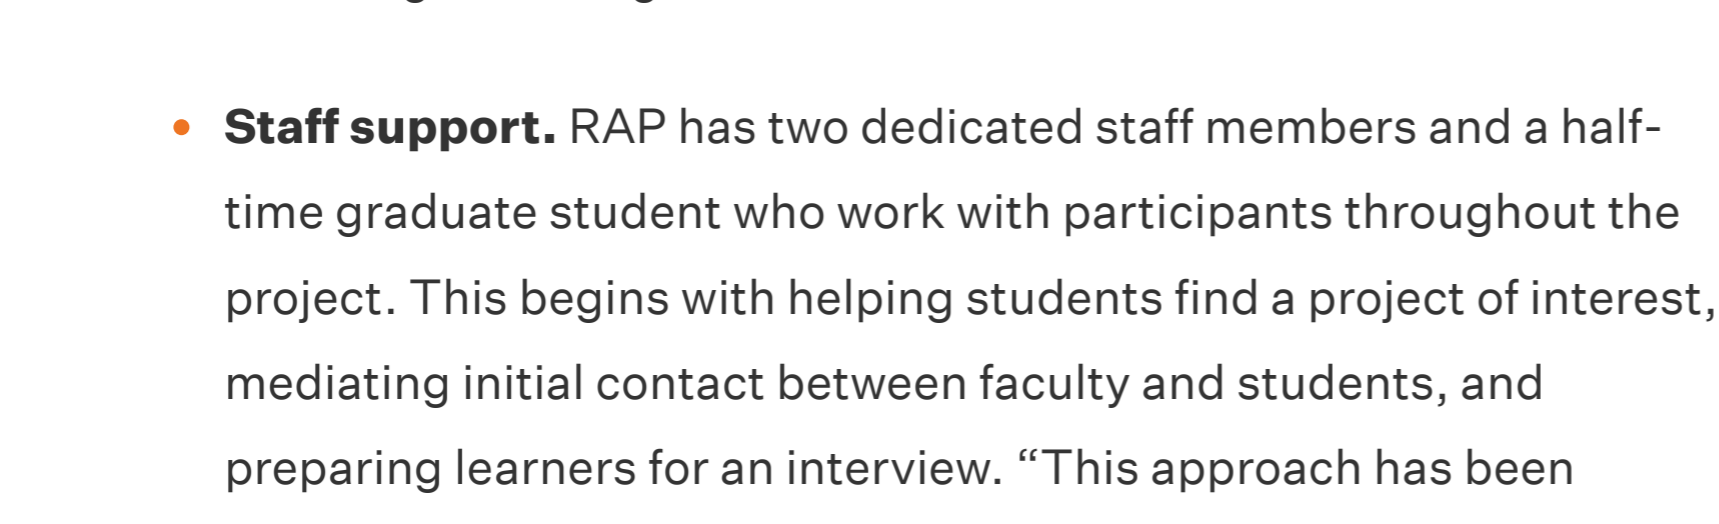 • Staff support. RAP has two dedicated staff members and a half-
time graduate student who work with participants throughout the
project. This begins with helping students find a project of interest,
mediating initial contact between faculty and students, and
preparing learners for an interview. “This approach has been